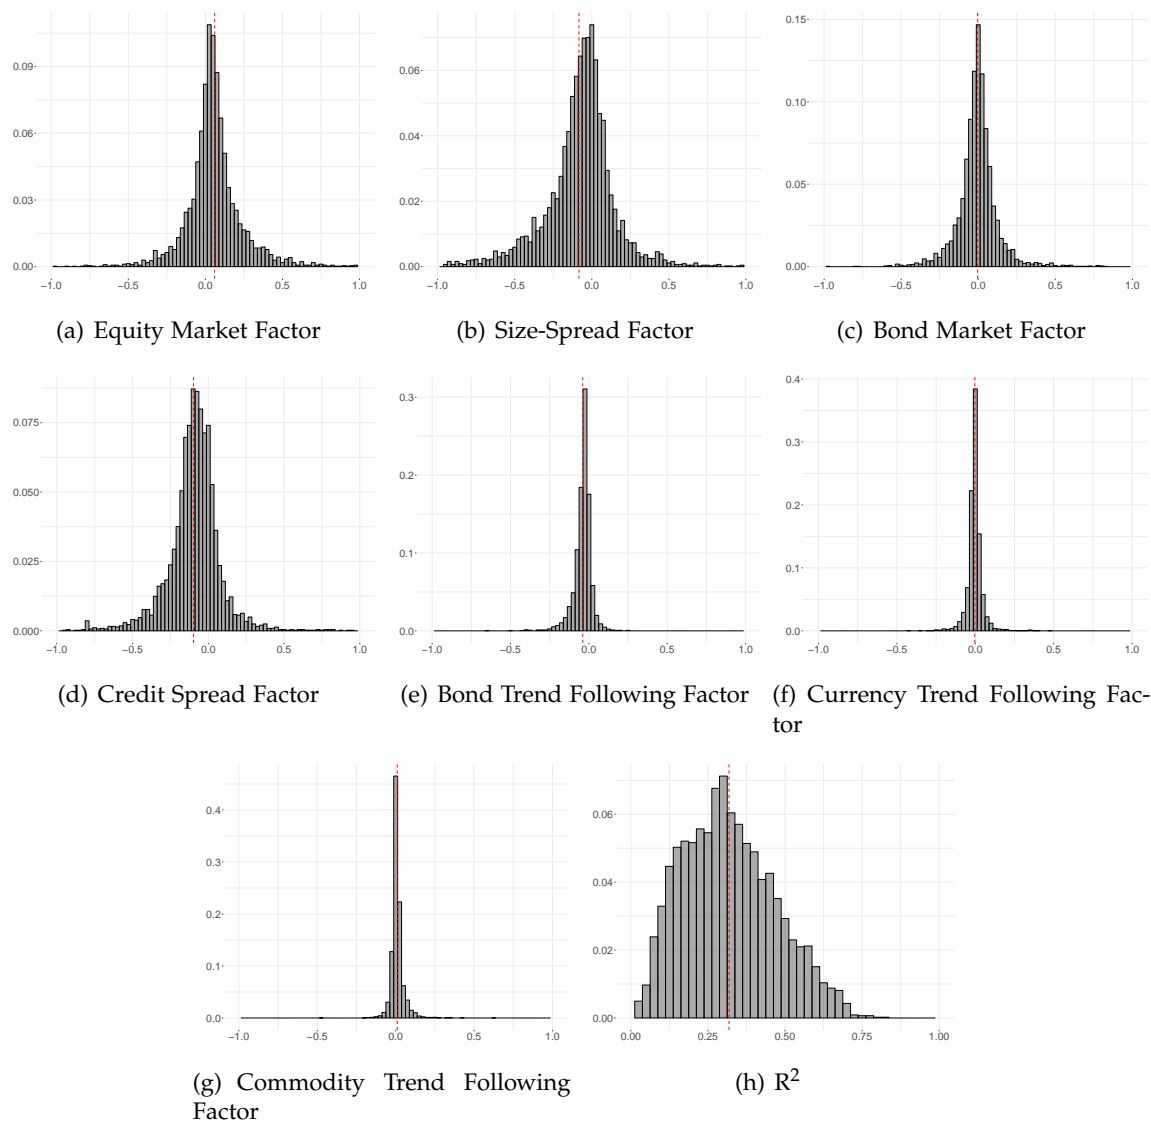 0.09
0.06
0.03
0.00
−1.0 −0.5 0.0 0.5 1.0
(a) Equity Market Factor
0.06
0.04
0.02
0.00
−1.0 −0.5 0.0 0.5 1.0
(b) Size-Spread Factor
0.15
0.10
0.05
0.00
−1.0 −0.5 0.0 0.5 1.0
(c) Bond Market Factor
0.075
0.050
0.025
0.000
−1.0 −0.5 0.0 0.5 1.0
(d) Credit Spread Factor
0.3
0.2
0.1
0.0
−1.0 −0.5 0.0 0.5 1.0
(e) Bond Trend Following Factor
0.4
0.3
0.2
0.1
0.0
−1.0 −0.5 0.0 0.5 1.0
(f) Currency Trend Following Fac-
tor
0.4
0.3
0.2
0.1
0.0
−1.0 −0.5 0.0 0.5 1.0
(g) Commodity Trend Following
Factor
0.06
0.04
0.02
0.00
0.00 0.25 0.50 0.75 1.00
(h) R²